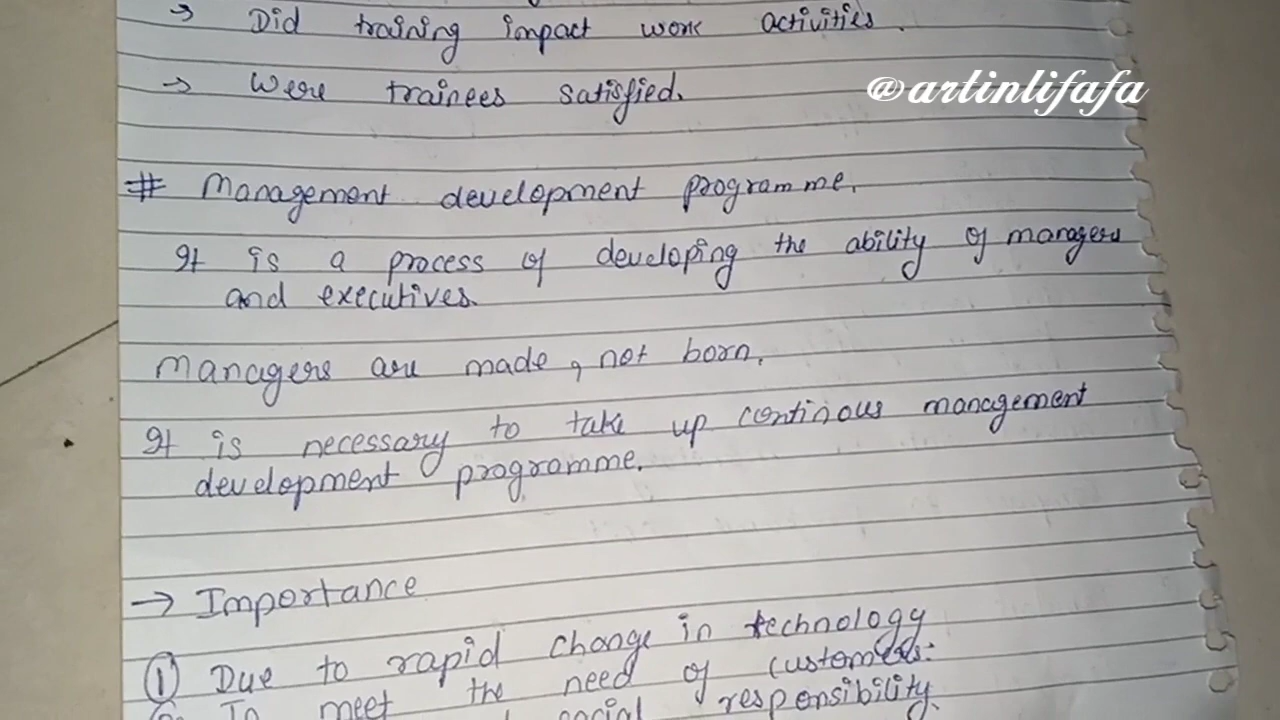 → Did training impact work activities.
→ Were trainees satisfied.
@artinlifafa
# Management development programme.
It is a process of developing the ability of managers
and executives.
Managers are made, not born.
It is necessary to take up continous management
development programme.
→ Importance
① Due to rapid change in technology
To meet the need of customers.
social responsibility.